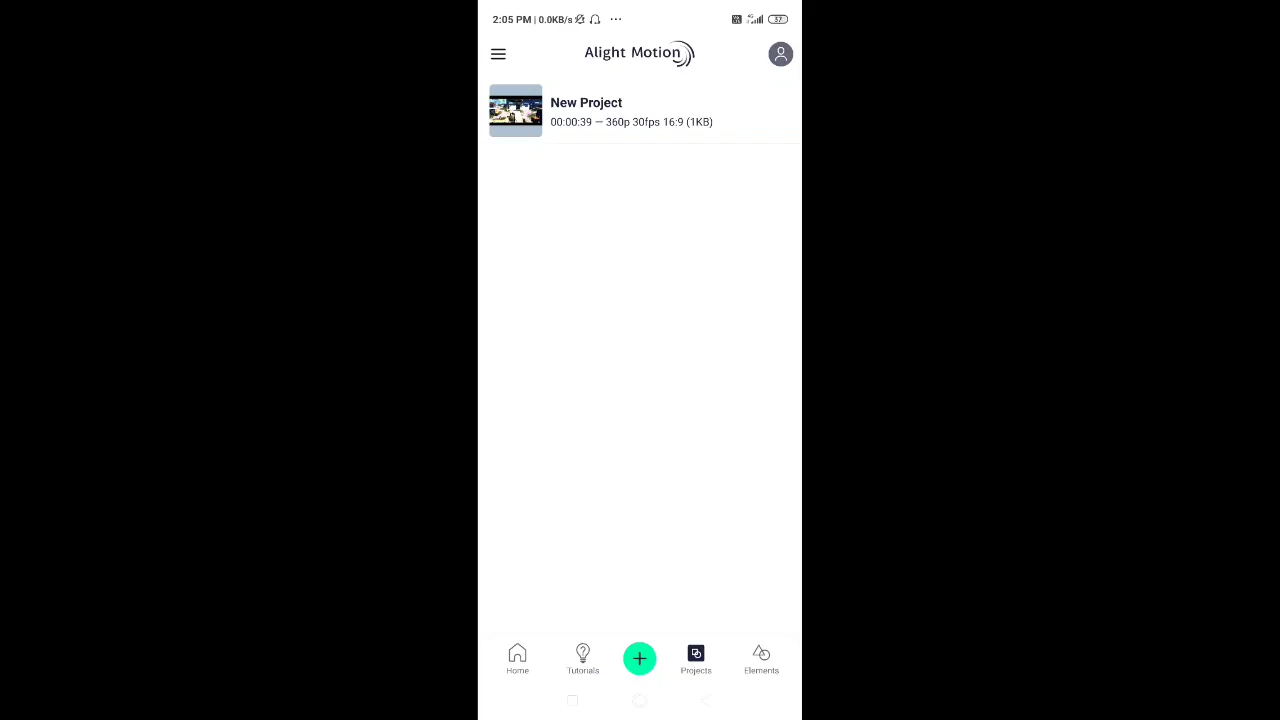 2:05 PM | 0.0KB/s
4G
37
Alight Motion
New Project
00:00:39 — 360p 30fps 16:9 (1KB)
Home
Tutorials
Projects
Elements